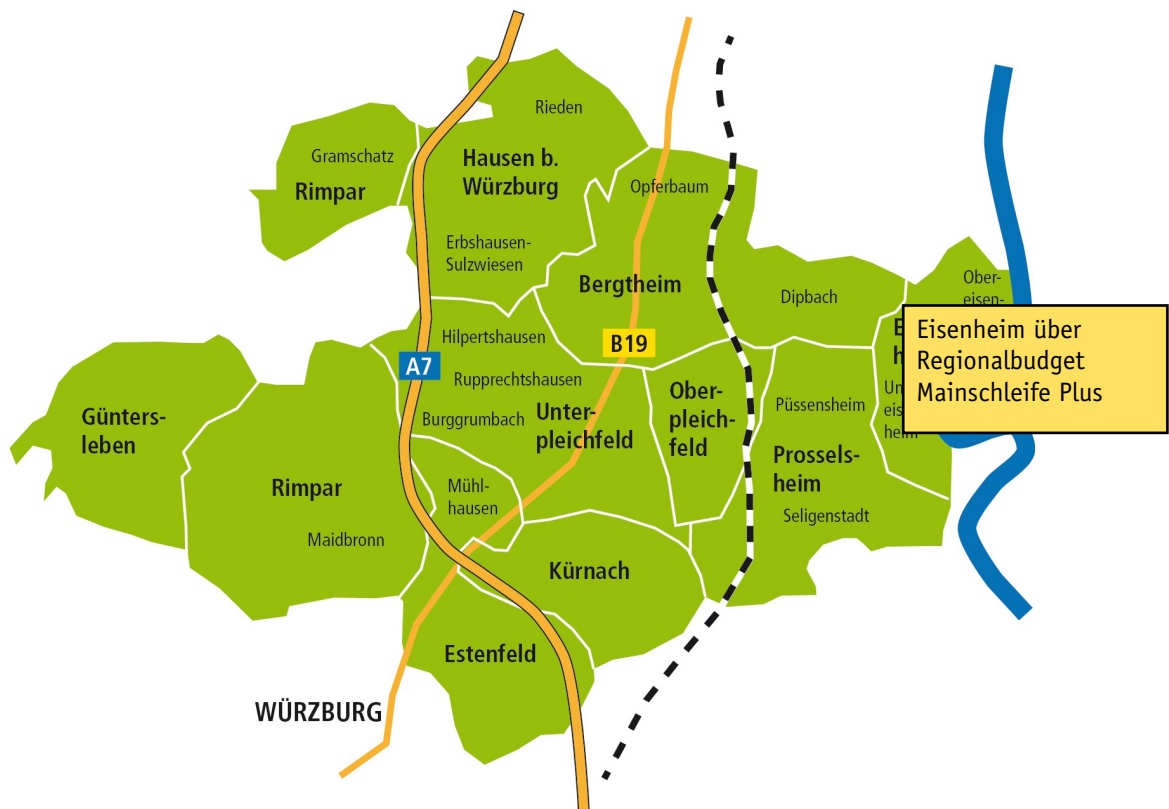 Rieden
Gramschatz
Rimpar
Hausen b.
Würzburg
Opferbaum
Erbshausen-
Sulzwiesen
Bergtheim
Dipbach
Ober-
eisen-
Hilpertshausen
B19
A7
Rupprechtshausen
Burggrumbach
Unter-
pleichfeld
Ober-
pleich-
feld
Püssensheim
Eisenheim über
Regionalbudget
Mainschleife Plus
Günters-
leben
Rimpar
Maidbronn
Mühl-
hausen
Prossels-
heim
Seligenstadt
Kürnach
Estenfeld
WÜRZBURG